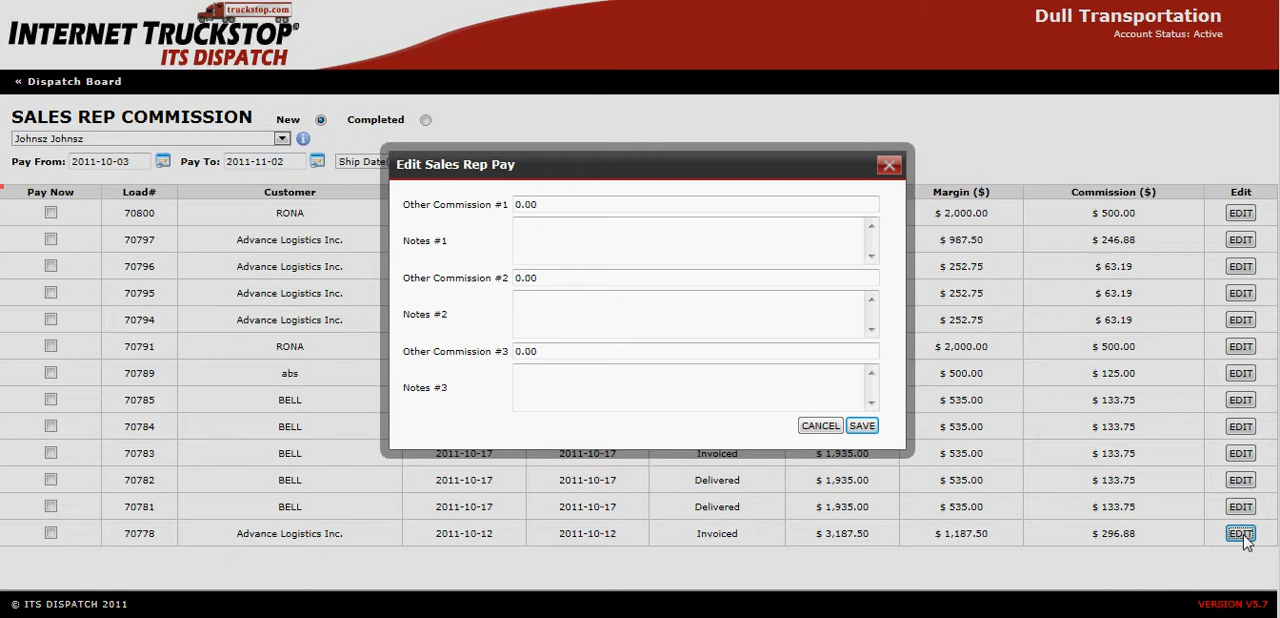 truckstop.com
INTERNET TRUCKSTOP®
ITS DISPATCH
Dull Transportation
Account Status: Active
« Dispatch Board
SALES REP COMMISSION New Completed
Johnsz Johnsz
Pay From: 2011-10-03 Pay To: 2011-11-02 Ship Date
Edit Sales Rep Pay
Other Commission #1 0.00
Notes #1
Other Commission #2 0.00
Notes #2
Other Commission #3 0.00
Notes #3
CANCEL SAVE
Pay Now Load# Customer Margin ($) Commission ($) Edit
70800 RONA $ 2,000.00 $ 500.00 EDIT
70797 Advance Logistics Inc. $ 987.50 $ 246.88 EDIT
70796 Advance Logistics Inc. $ 252.75 $ 63.19 EDIT
70795 Advance Logistics Inc. $ 252.75 $ 63.19 EDIT
70794 Advance Logistics Inc. $ 252.75 $ 63.19 EDIT
70791 RONA $ 2,000.00 $ 500.00 EDIT
70789 abs $ 500.00 $ 125.00 EDIT
70785 BELL $ 535.00 $ 133.75 EDIT
70784 BELL $ 535.00 $ 133.75 EDIT
70783 BELL 2011-10-17 2011-10-17 Invoiced $ 1,935.00 $ 535.00 $ 133.75 EDIT
70782 BELL 2011-10-17 2011-10-17 Delivered $ 1,935.00 $ 535.00 $ 133.75 EDIT
70781 BELL 2011-10-17 2011-10-17 Delivered $ 1,935.00 $ 535.00 $ 133.75 EDIT
70778 Advance Logistics Inc. 2011-10-12 2011-10-12 Invoiced $ 3,187.50 $ 1,187.50 $ 296.88 EDIT
© ITS DISPATCH 2011
VERSION V5.7